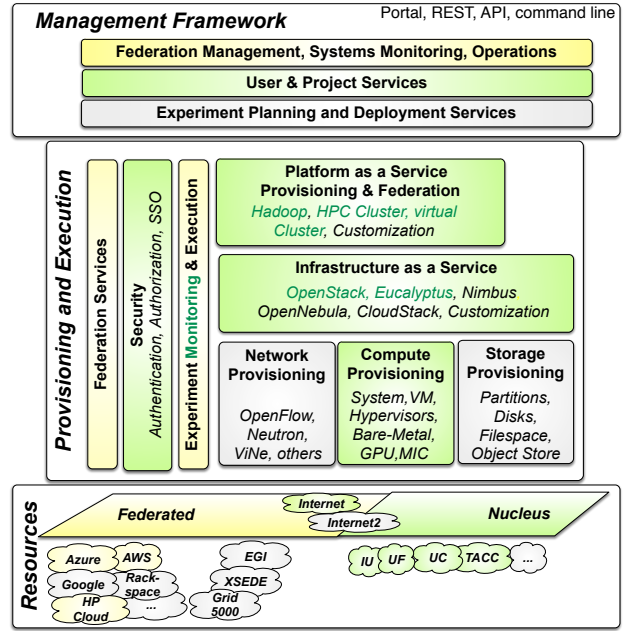 Management Framework
Portal, REST, API, command line
Federation Management, Systems Monitoring, Operations
User & Project Services
Experiment Planning and Deployment Services
Provisioning and Execution
Federation Services
Security
Authentication, Authorization, SSO
Experiment Monitoring & Execution
Platform as a Service
Provisioning & Federation
Hadoop, HPC Cluster, virtual
Cluster, Customization
Infrastructure as a Service
OpenStack, Eucalyptus, Nimbus
OpenNebula, CloudStack, Customization
Network
Provisioning
OpenFlow,
Neutron,
ViNe, others
Compute
Provisioning
System,VM,
Hypervisors,
Bare-Metal,
GPU,MIC
Storage
Provisioning
Partitions,
Disks,
Filespace,
Object Store
Resources
Federated
Internet
Internet2
Nucleus
Azure
AWS
Google
Rack-
space
HP
Cloud
...
EGI
XSEDE
Grid
5000
IU
UF
UC
TACC
...